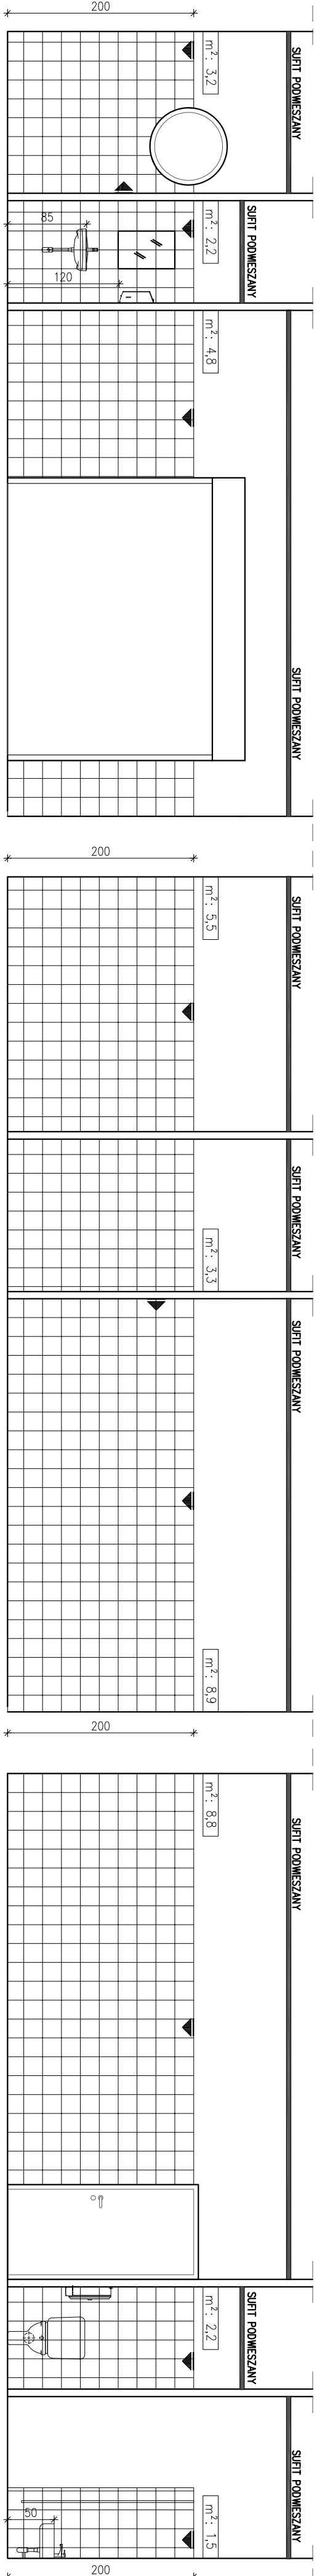 200
m²: 3,2
SUFIT PODWIESZANY
85
120
m²: 2,2
SUFIT PODWIESZANY
m²: 4,8
SUFIT PODWIESZANY
200
m²: 5,5
SUFIT PODWIESZANY
m²: 3,3
SUFIT PODWIESZANY
m²: 8,9
SUFIT PODWIESZANY
200
m²: 8,8
SUFIT PODWIESZANY
m²: 2,2
SUFIT PODWIESZANY
50
m²: 1,5
SUFIT PODWIESZANY
200